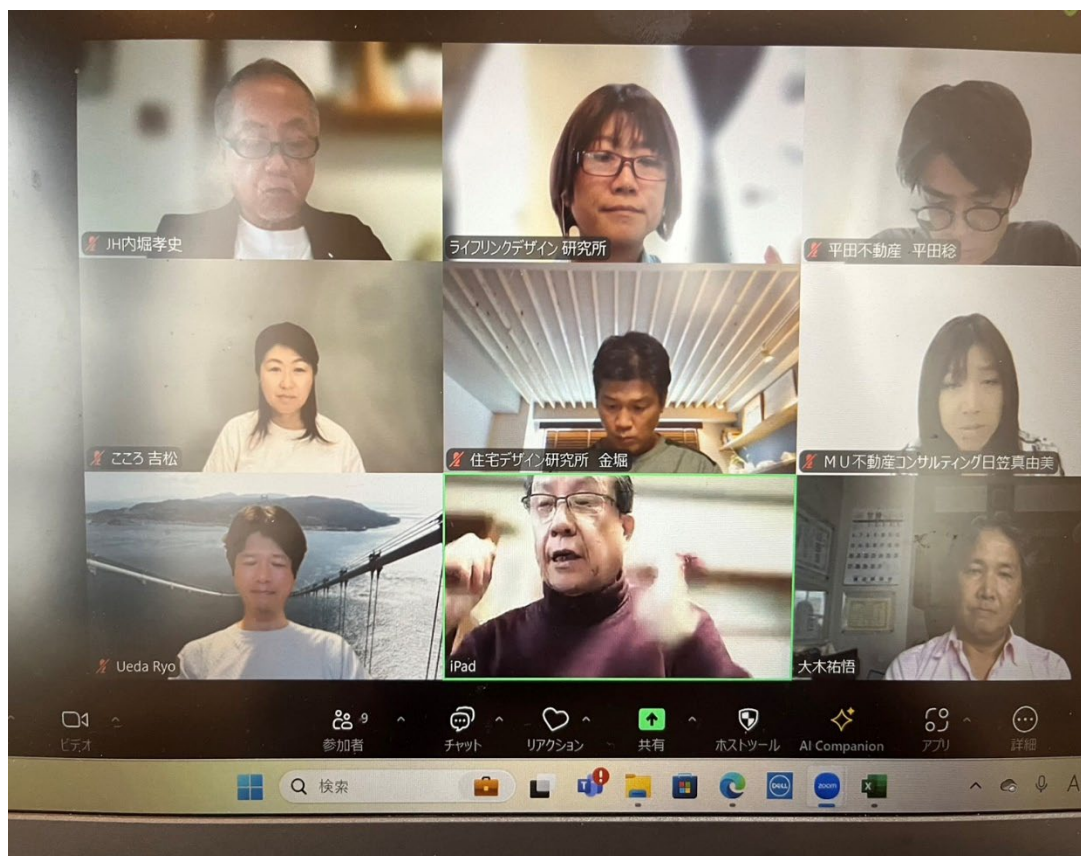 JH内堀孝史
ライフリンクデザイン 研究所
平田不動産 平田稔
こころ 吉松
住宅デザイン研究所 金堀
MU不動産コンサルティング日笠真由美
Ueda Ryo
iPad
大木祐悟
ビデオ
9
参加者
チャット
リアクション
共有
ホストツール
AI Companion
アプリ
詳細
検索
DELL
zoom
A